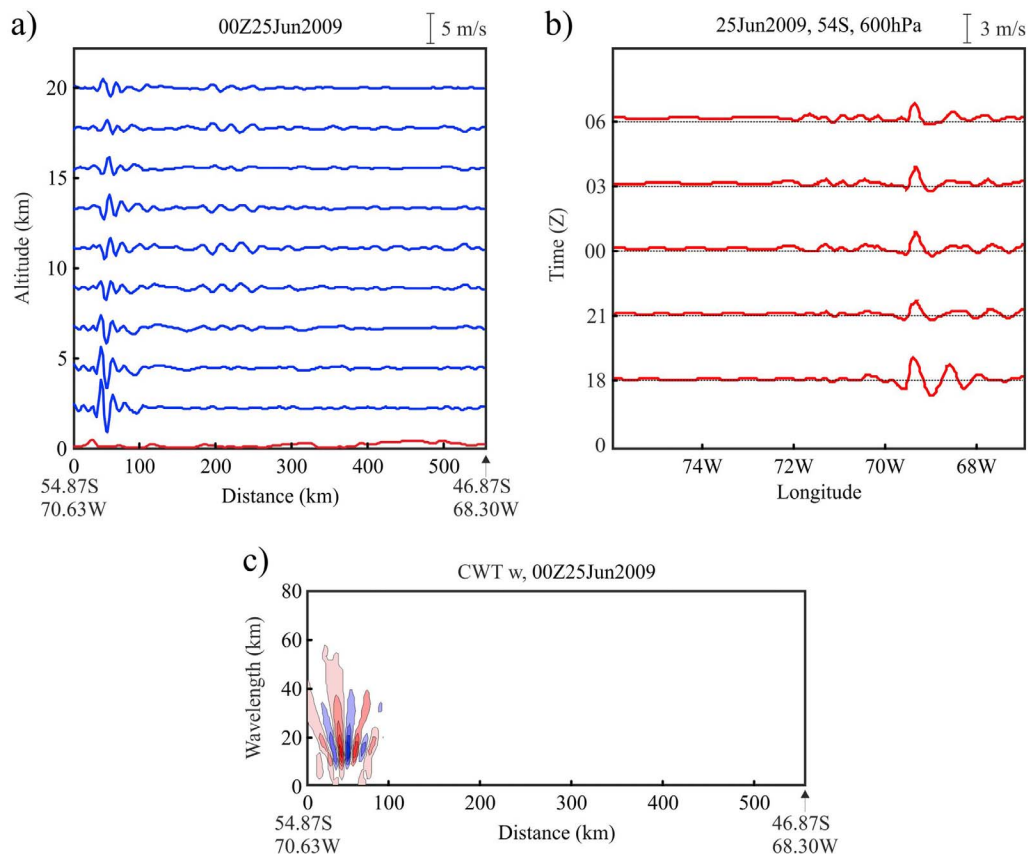 a)
00Z25Jun2009
5 m/s
Altitude (km)
20
15
10
5
0
0 100 200 300 400 500
54.87S
70.63W
Distance (km)
46.87S
68.30W
b)
25Jun2009, 54S, 600hPa
3 m/s
Time (Z)
06
03
00
21
18
0
74W 72W 70W 68W
Longitude
c)
CWT w, 00Z25Jun2009
Wavelength (km)
80
60
40
20
0
0 100 200 300 400 500
54.87S
70.63W
Distance (km)
46.87S
68.30W